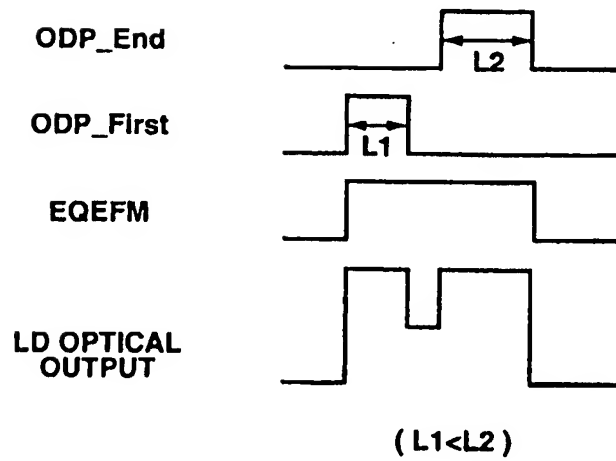 ODP_End
L2
ODP_First
L1
EQEFM
LD OPTICAL
OUTPUT
( L1<L2 )